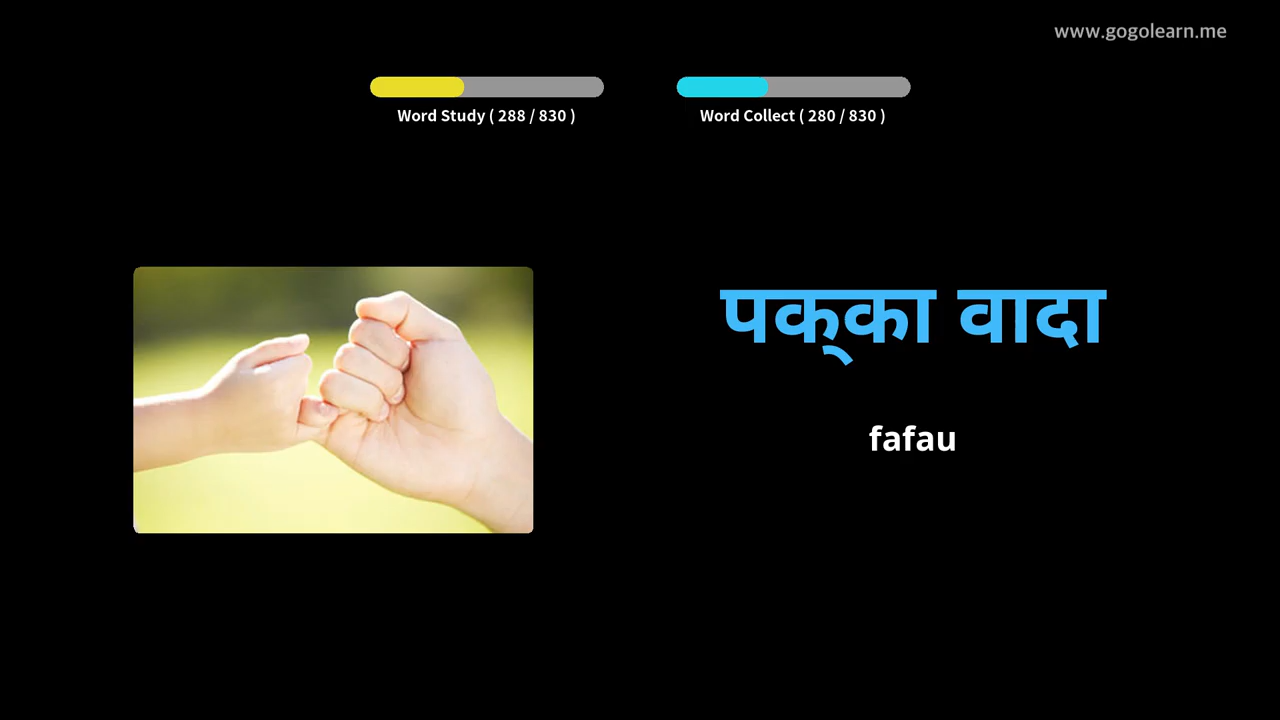 www.gogolearn.me
Word Study ( 288 / 830 )
Word Collect ( 280 / 830 )
पक्‌का वादा
fafau